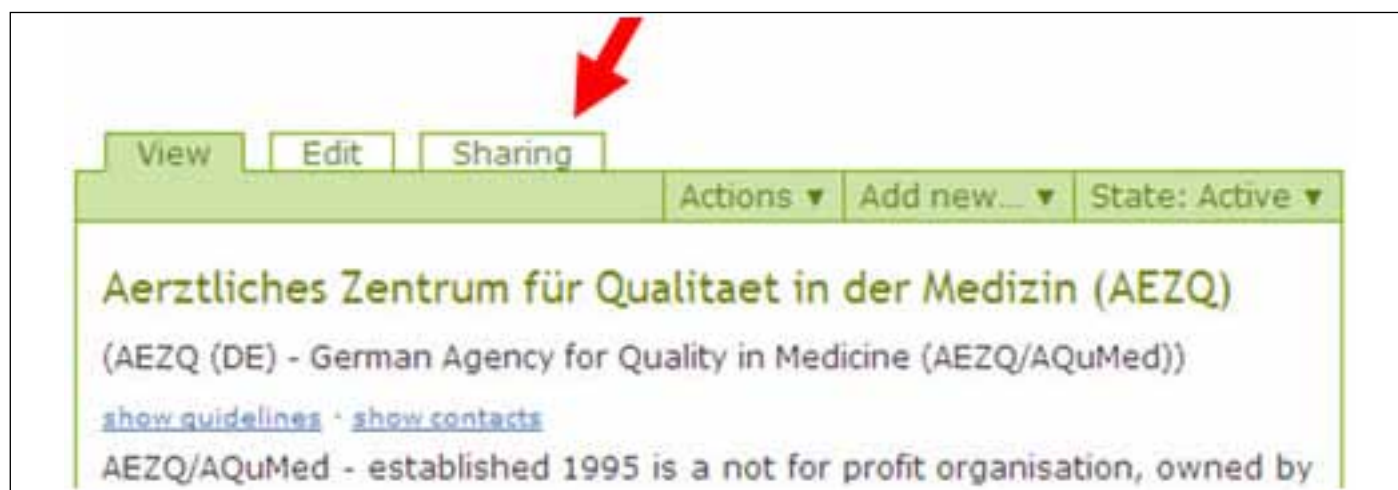 View Edit Sharing
Actions ▼ Add new... ▼ State: Active ▼
Aerztliches Zentrum für Qualitaet in der Medizin (AEZQ)
(AEZQ (DE) - German Agency for Quality in Medicine (AEZQ/AQuMed))
show guidelines · show contacts
AEZQ/AQuMed - established 1995 is a not for profit organisation, owned by